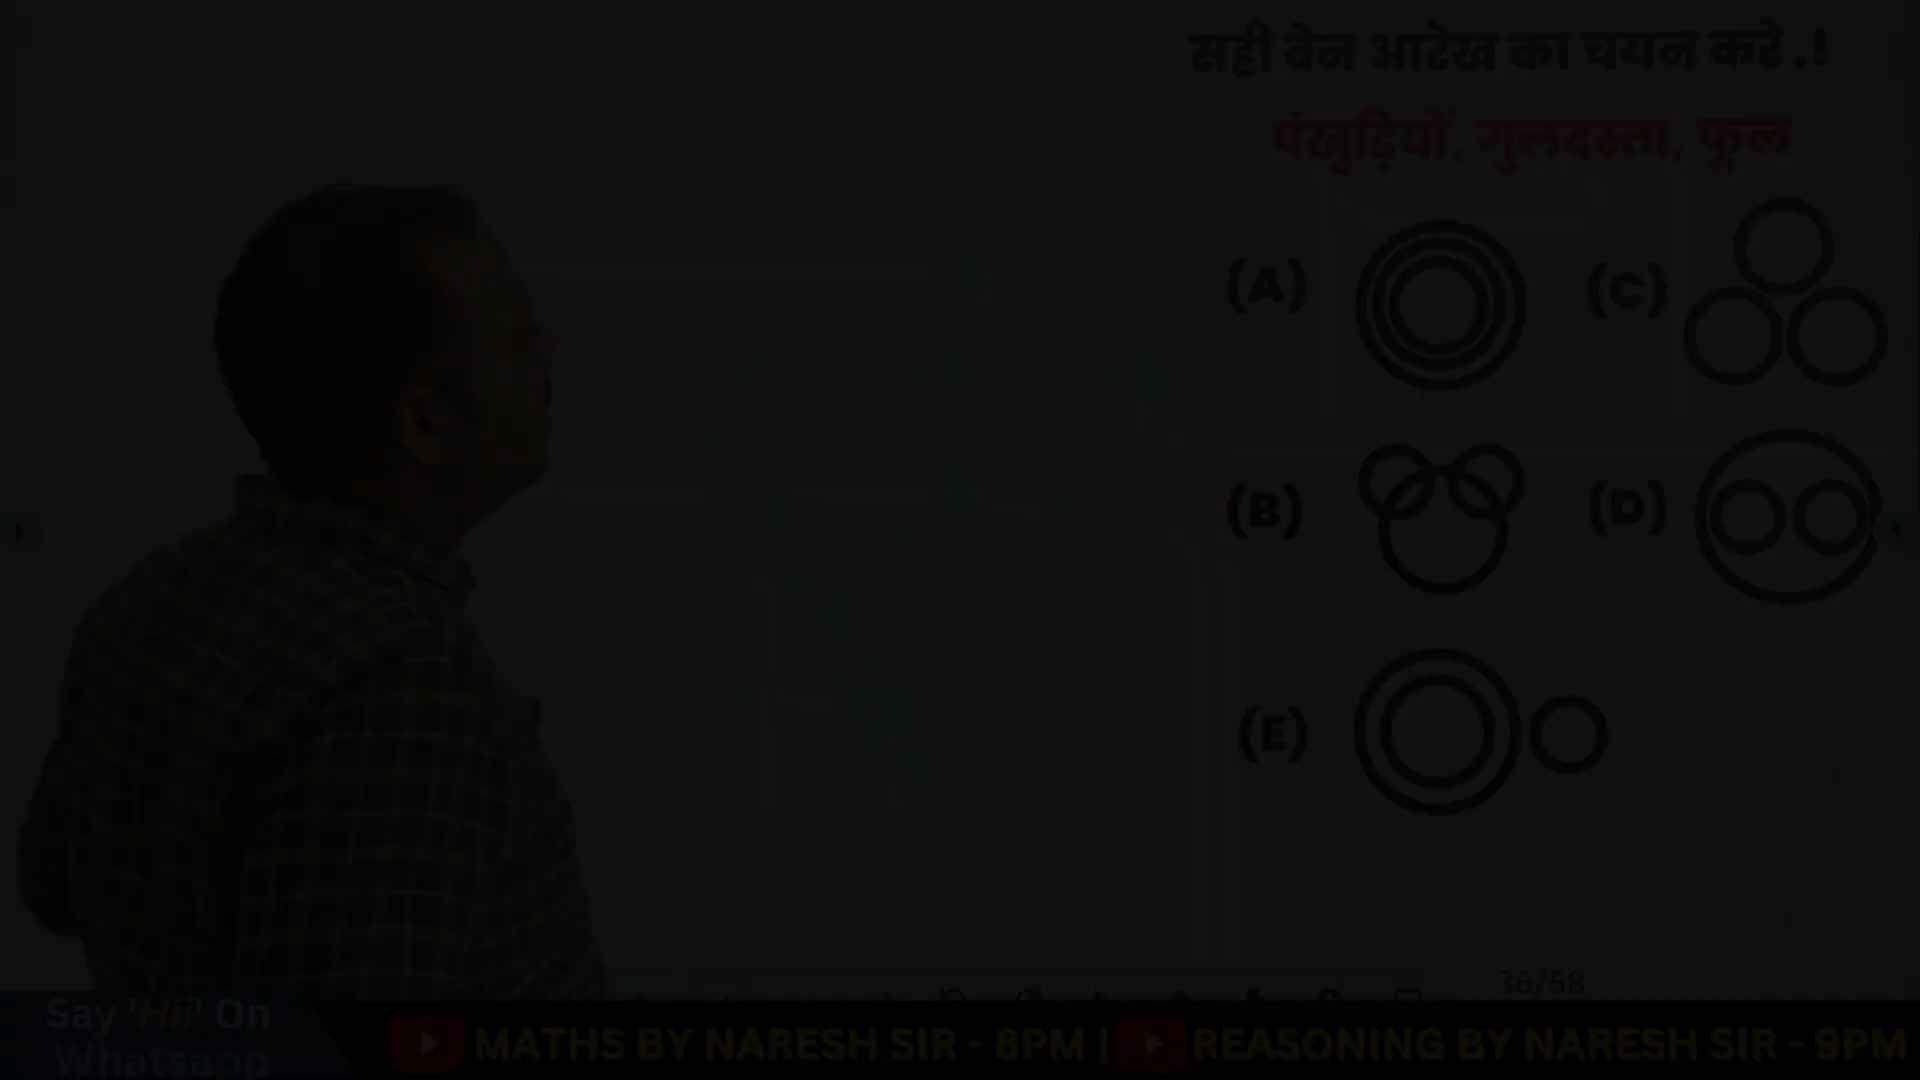 सही वेन आरेख का चयन करे .!
पंखुड़ियों, गुलदस्ता, फूल
(A)
(C)
(B)
(D)
(E)
36/58
Say 'Hii' On
Whatsapp
MATHS BY NARESH SIR - 8PM |
REASONING BY NARESH SIR - 9PM